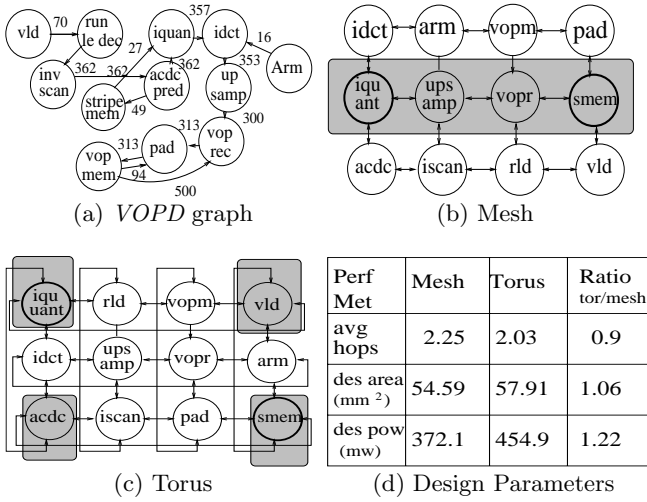 vld
70
run
le dec
iquan
357
idct
16
Arm
27
inv
scan
362
362
acdc
pred
362
353
up
samp
stripe
mem
49
300
vop
rec
313
pad
313
vop
mem
94
500
(a) VOPD graph
idct
arm
vopm
pad
iqu
ant
ups
amp
vopr
smem
acdc
iscan
rld
vld
(b) Mesh
iqu
uant
rld
vopm
vld
idct
ups
amp
vopr
arm
acdc
iscan
pad
smem
(c) Torus
Perf
Met
Mesh
Torus
Ratio
tor/mesh
avg
hops
2.25
2.03
0.9
des area
(mm ²)
54.59
57.91
1.06
des pow
(mw)
372.1
454.9
1.22
(d) Design Parameters